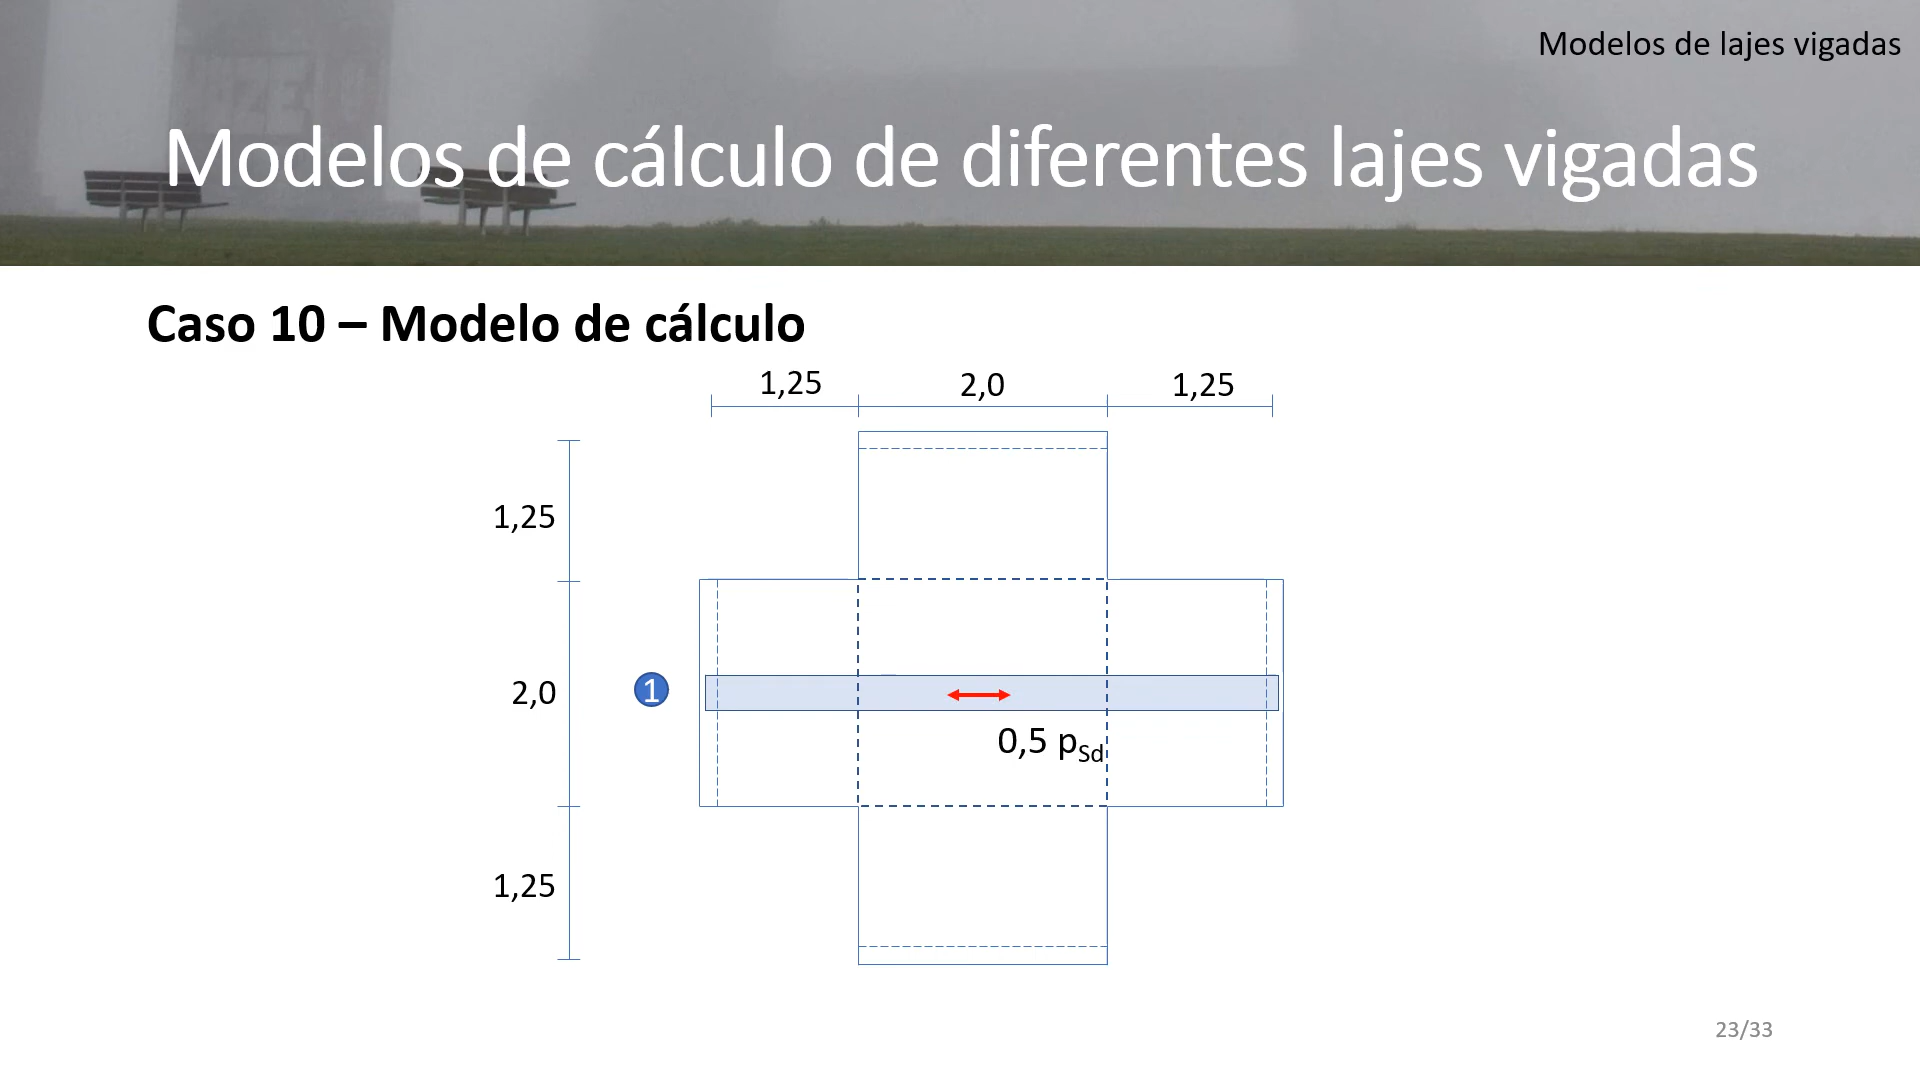 Modelos de lajes vigadas
Modelos de cálculo de diferentes lajes vigadas
Caso 10 – Modelo de cálculo
1,25 2,0 1,25
1,25
2,0
1
0,5 pSd
1,25
23/33